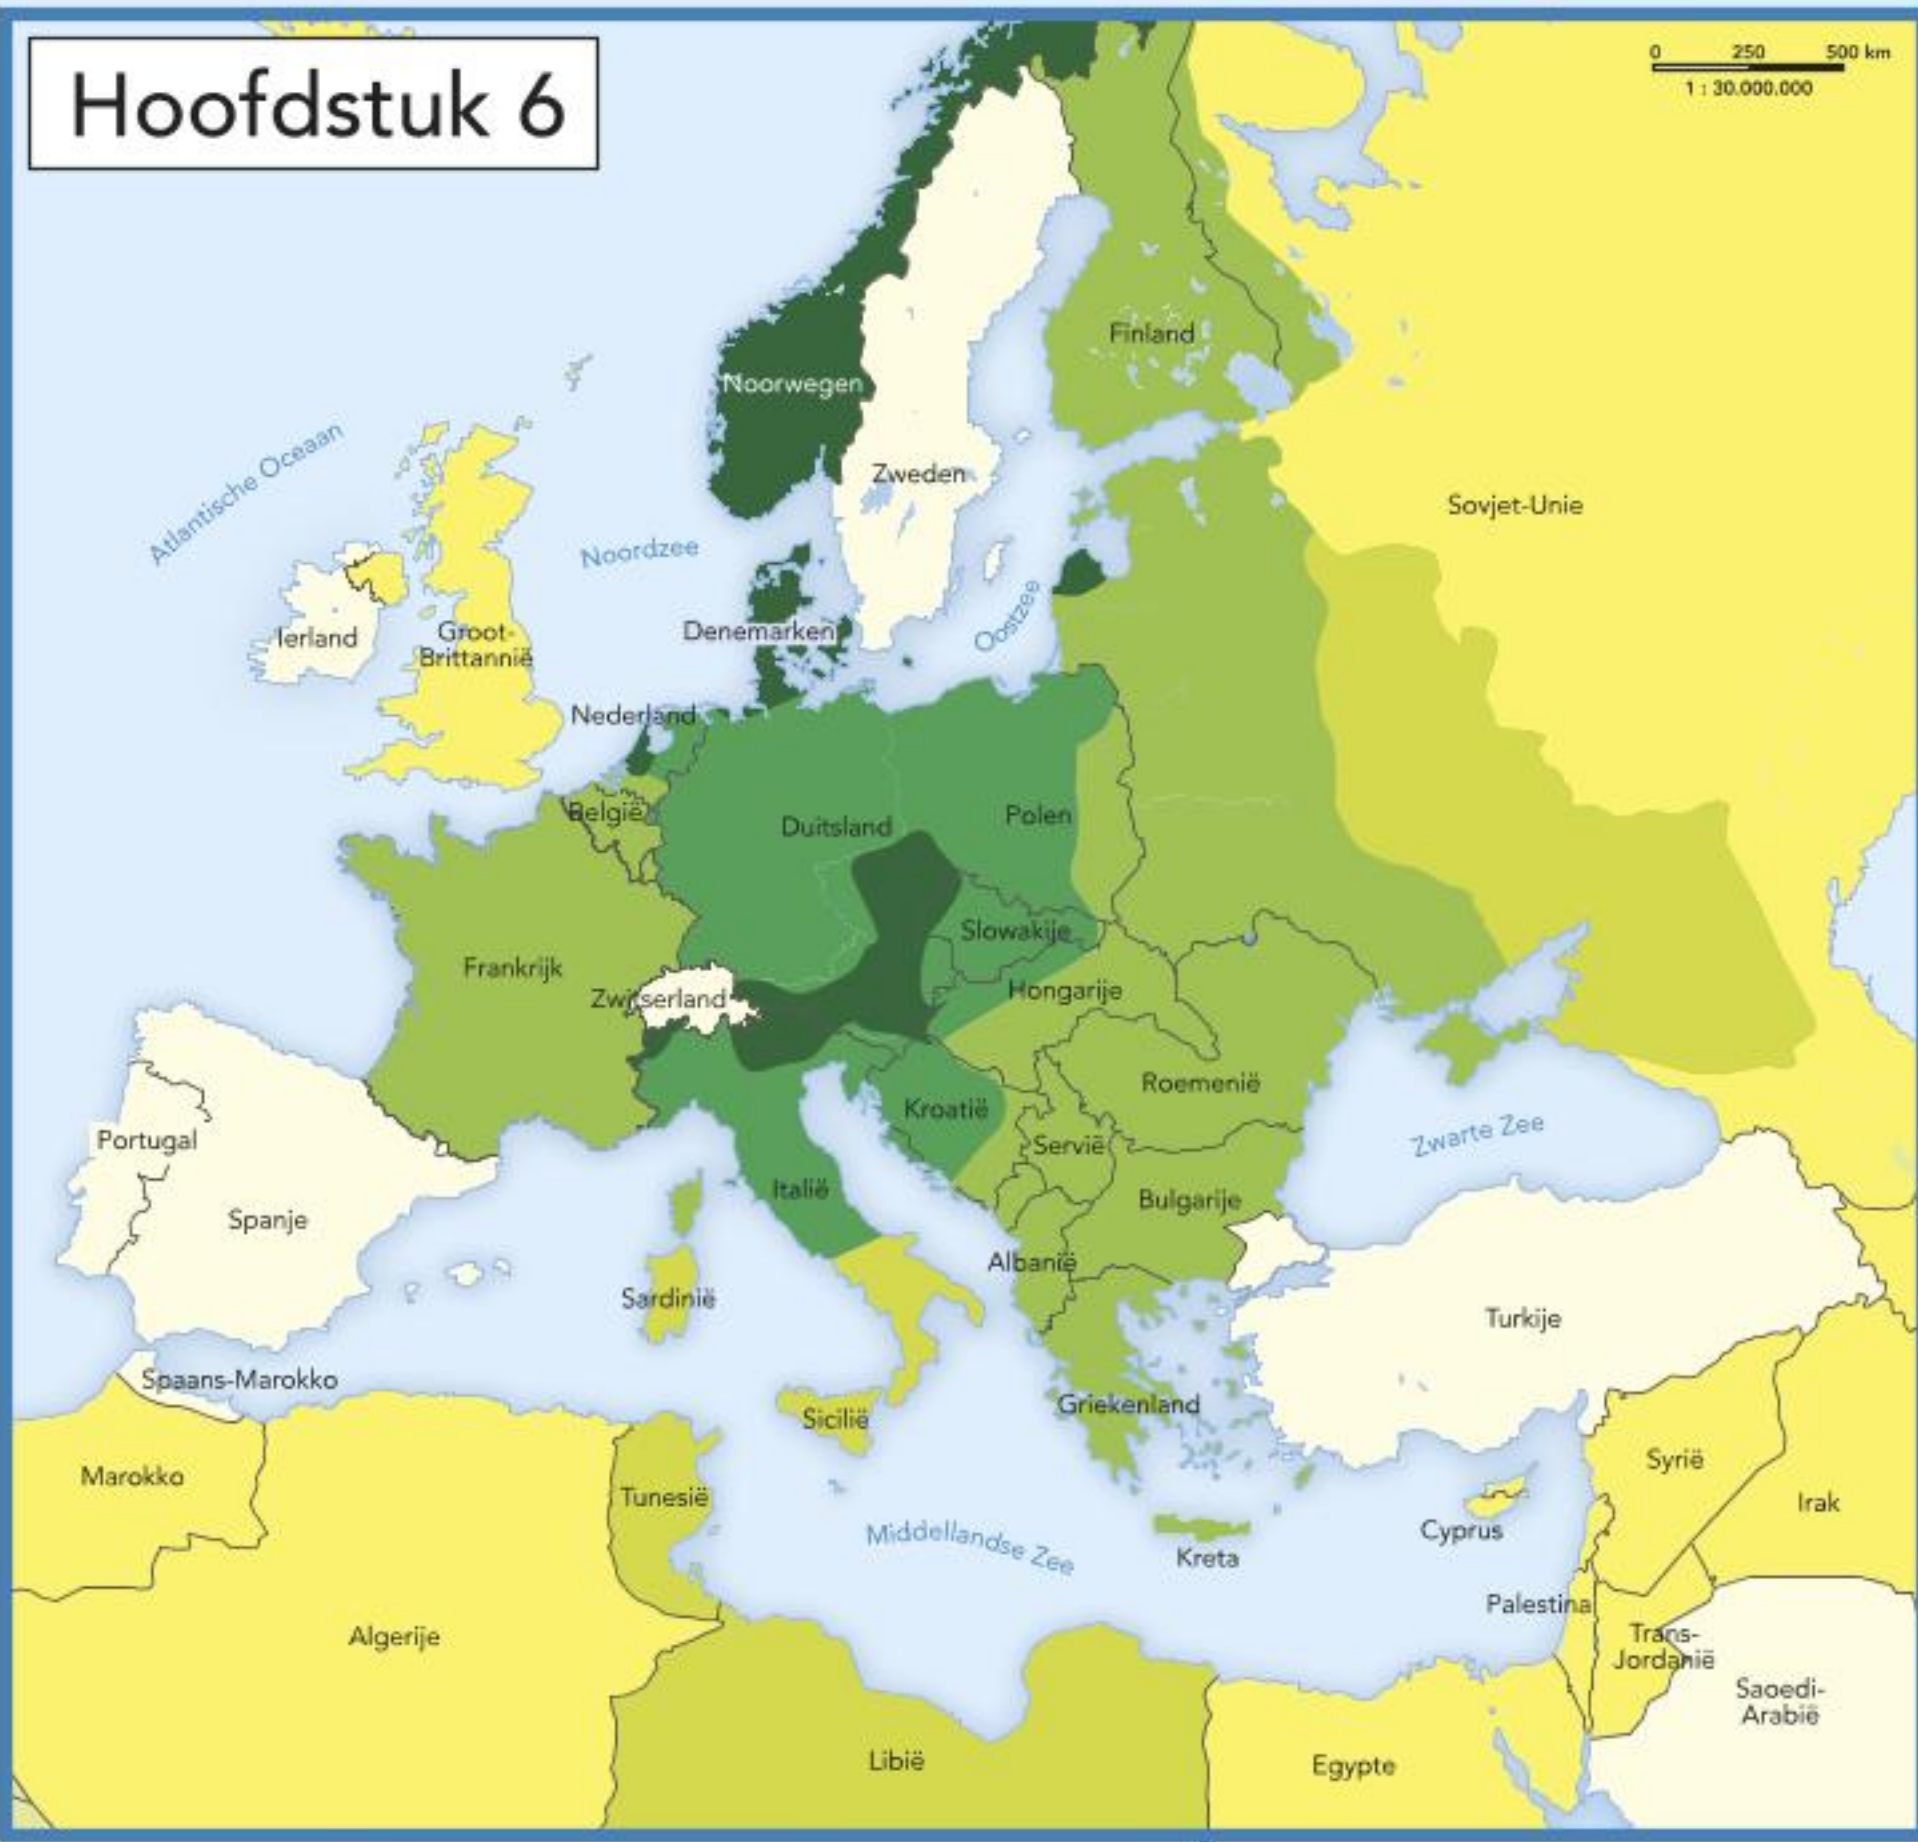 Hoofdstuk 6
0 250 500 km
1 : 30.000.000
Finland
Noorwegen
Atlantische Oceaan
Zweden
Sovjet-Unie
Noordzee
Oostzee
Ierland
Groot-
Brittannië
Denemarken
Nederland
België
Duitsland
Polen
Slowakije
Frankrijk
Zwitserland
Hongarije
Roemenië
Kroatië
Servië
Zwarte Zee
Portugal
Italië
Bulgarije
Spanje
Albanië
Sardinië
Turkije
Spaans-Marokko
Griekenland
Sicilië
Syrië
Marokko
Tunesië
Irak
Cyprus
Middellandse Zee
Kreta
Palestina
Algerije
Trans-
Jordanië
Saoedi-
Arabië
Libië
Egypte